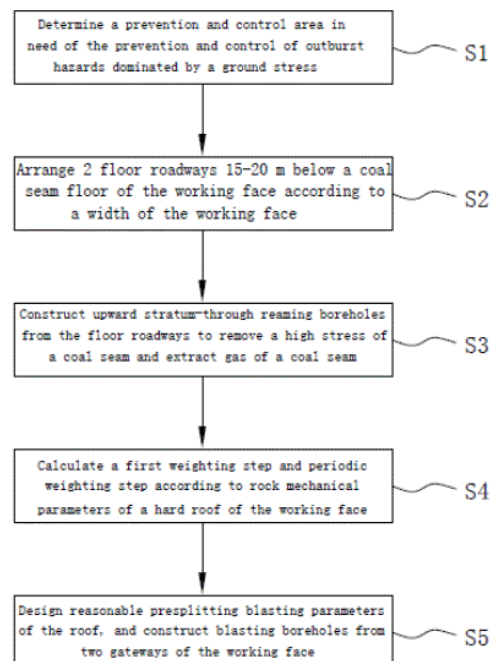 Determine a prevention and control area in
need of the prevention and control of outburst
hazards dominated by a ground stress
S1
Arrange 2 floor roadways 15-20 m below a coal
seam floor of the working face according to
a width of the working face
S2
Construct upward stratum-through reaming boreholes
from the floor roadways to remove a high stress of
a coal seam and extract gas of a coal seam
S3
Calculate a first weighting step and periodic
weighting step according to rock mechanical
parameters of a hard roof of the working face
S4
Design reasonable presplitting blasting parameters
of the roof, and construct blasting boreholes from
two gateways of the working face
S5